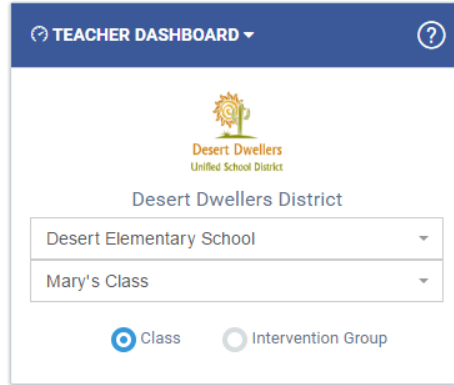 TEACHER DASHBOARD
Desert Dwellers
Unified School District
Desert Dwellers District
Desert Elementary School
Mary's Class
Class Intervention Group